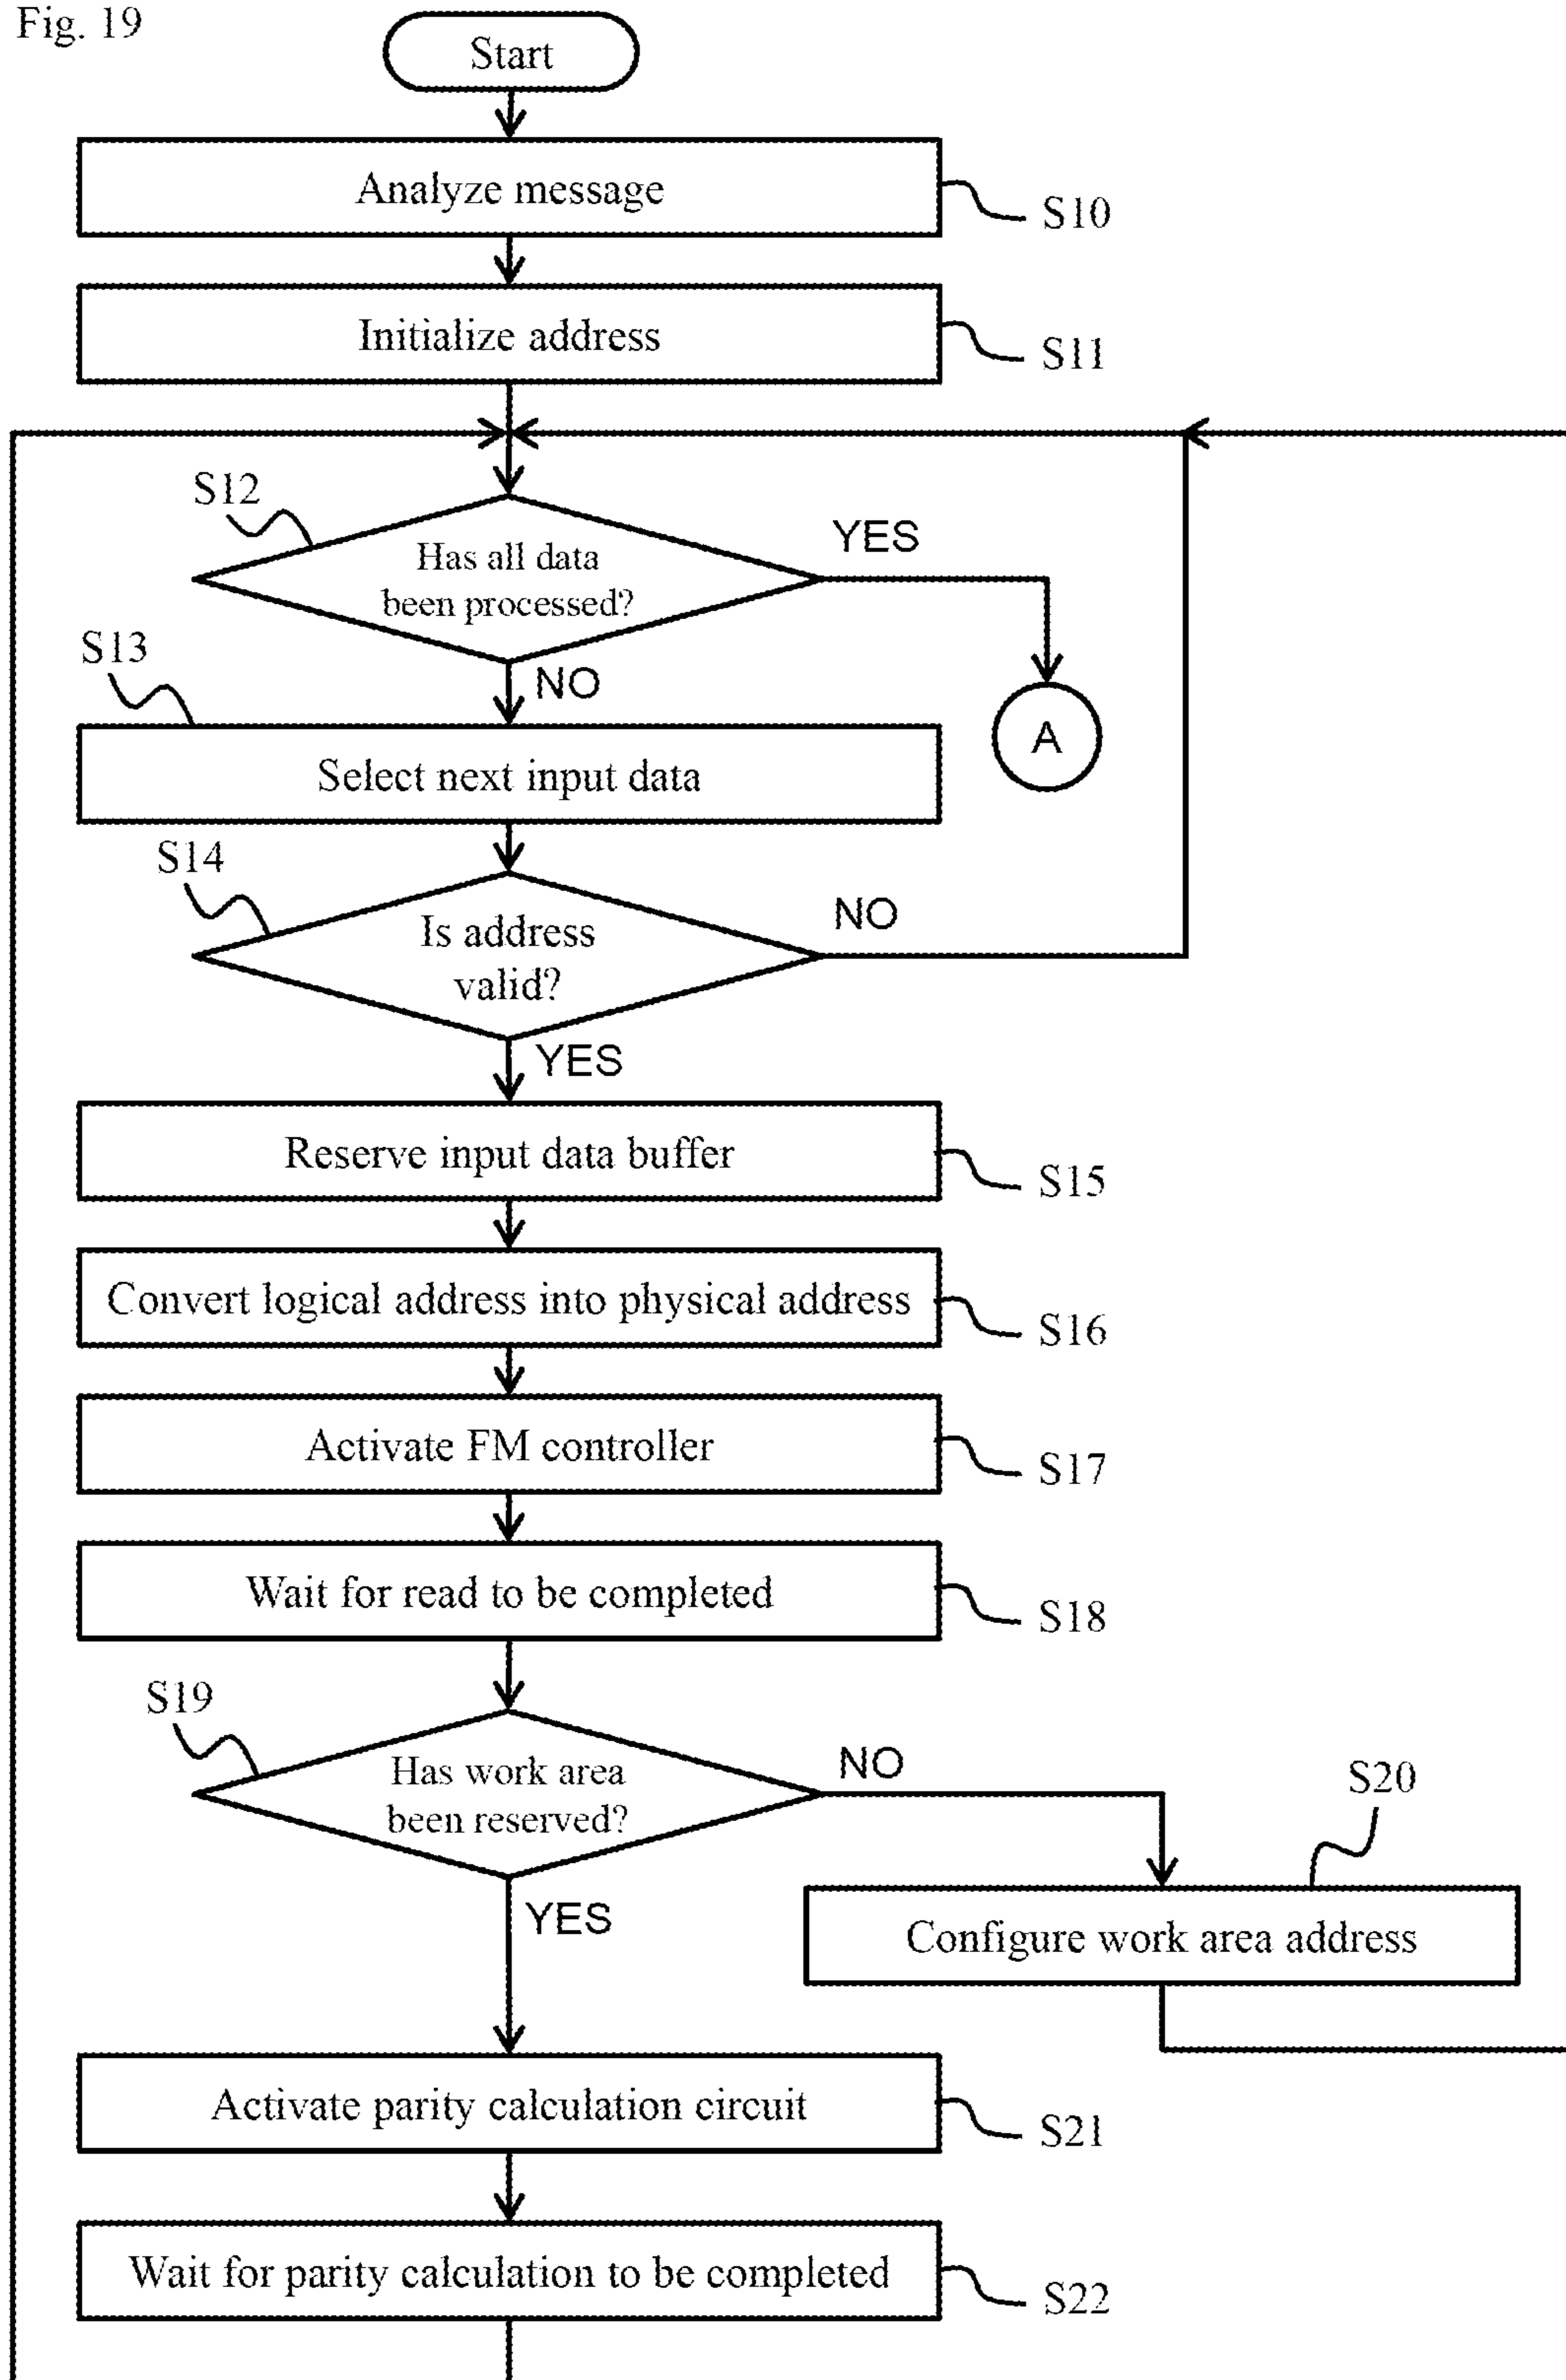 Fig. 19
Start
Analyze message
S10
Initialize address
S11
S12
Has all data
been processed?
YES
NO
A
S13
Select next input data
S14
Is address
valid?
NO
YES
Reserve input data buffer
S15
Convert logical address into physical address
S16
Activate FM controller
S17
Wait for read to be completed
S18
S19
Has work area
been reserved?
NO
YES
S20
Configure work area address
Activate parity calculation circuit
S21
Wait for parity calculation to be completed
S22